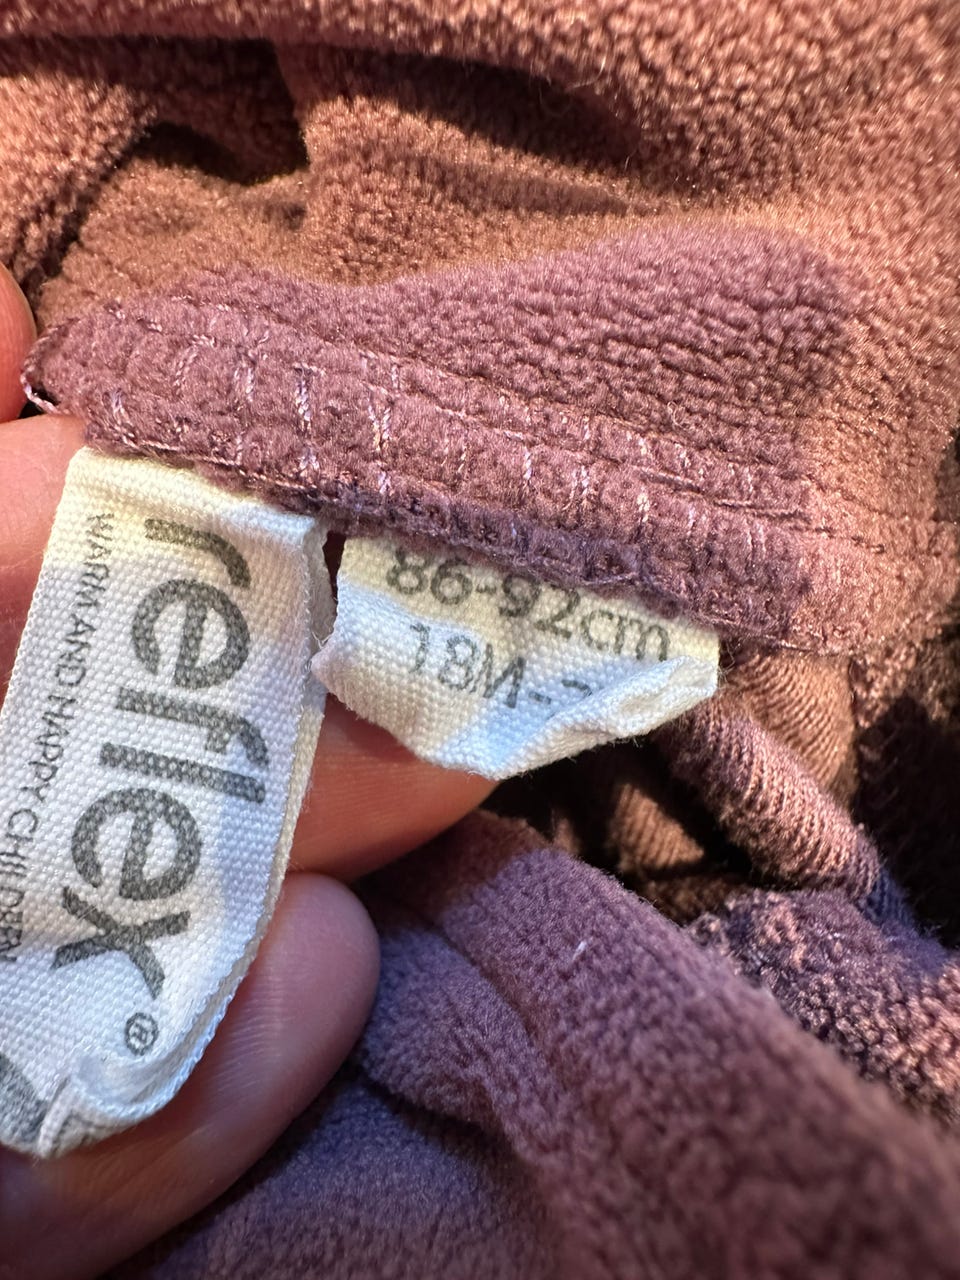 reflex®
WARM AND HAPPY CHILDREN
86-92cm
18M-